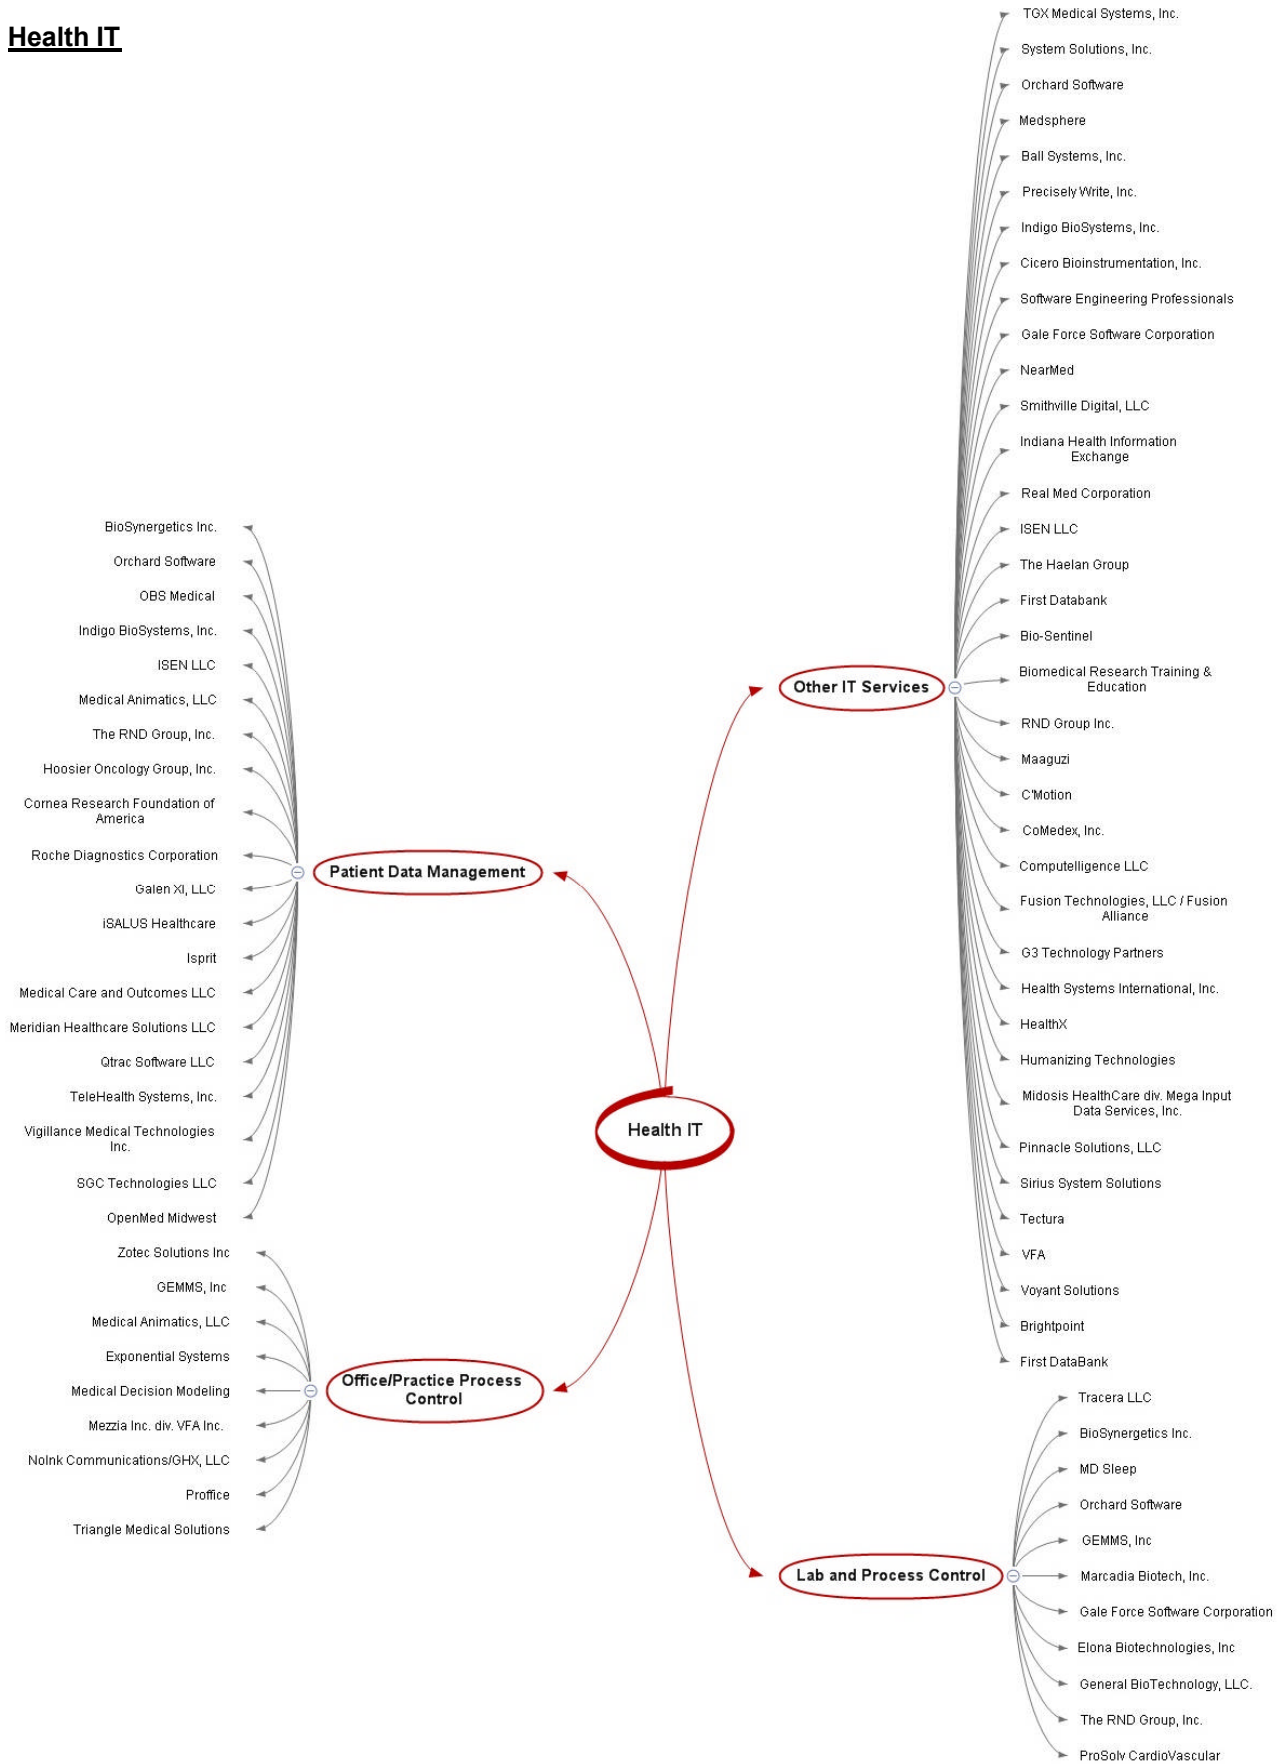 Health IT
TGX Medical Systems, Inc.
System Solutions, Inc.
Orchard Software
Medsphere
Ball Systems, Inc.
Precisely Write, Inc.
Indigo BioSystems, Inc.
Cicero Bioinstrumentation, Inc.
Software Engineering Professionals
Gale Force Software Corporation
NearMed
Smithville Digital, LLC
Indiana Health Information
Exchange
Real Med Corporation
ISEN LLC
The Haelan Group
First Databank
Bio-Sentinel
Biomedical Research Training &
Education
RND Group Inc.
Maaguzi
C'Motion
CoMedex, Inc.
Computelligence LLC
Fusion Technologies, LLC / Fusion
Alliance
G3 Technology Partners
Health Systems International, Inc.
HealthX
Humanizing Technologies
Midosis HealthCare div. Mega Input
Data Services, Inc.
Pinnacle Solutions, LLC
Sirius System Solutions
Tectura
VFA
Voyant Solutions
Brightpoint
First DataBank
Other IT Services
BioSynergetics Inc.
Orchard Software
OBS Medical
Indigo BioSystems, Inc.
ISEN LLC
Medical Animatics, LLC
The RND Group, Inc.
Hoosier Oncology Group, Inc.
Cornea Research Foundation of
America
Roche Diagnostics Corporation
Galen XI, LLC
iSALUS Healthcare
Isprit
Medical Care and Outcomes LLC
Meridian Healthcare Solutions LLC
Qtrac Software LLC
TeleHealth Systems, Inc.
Vigillance Medical Technologies
Inc.
SGC Technologies LLC
OpenMed Midwest
Patient Data Management
Health IT
Zotec Solutions Inc
GEMMS, Inc
Medical Animatics, LLC
Exponential Systems
Medical Decision Modeling
Mezzia Inc. div. VFA Inc.
NoInk Communications/GHX, LLC
Proffice
Triangle Medical Solutions
Office/Practice Process
Control
Lab and Process Control
Tracera LLC
BioSynergetics Inc.
MD Sleep
Orchard Software
GEMMS, Inc
Marcadia Biotech, Inc.
Gale Force Software Corporation
Elona Biotechnologies, Inc
General BioTechnology, LLC.
The RND Group, Inc.
ProSolv CardioVascular